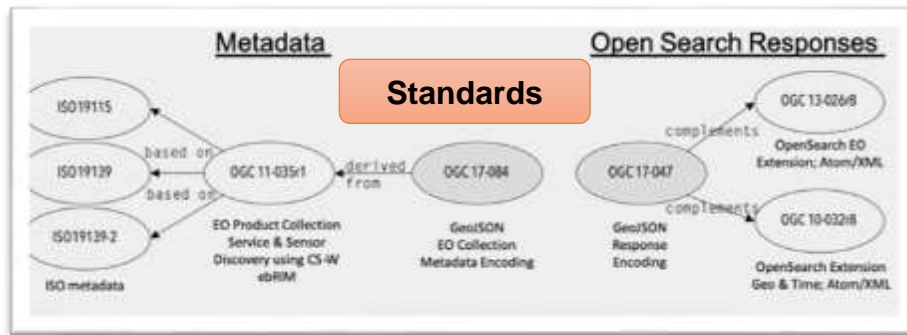 Metadata
Open Search Responses
Standards
ISO19115
ISO19139
ISO19139-2
ISO metadata
based on
based on
OGC 11-035r1
EO Product Collection
Service & Sensor
Discovery using CS-W
ebRIM
derived
from
OGC 17-084
GeoJSON
EO Collection
Metadata Encoding
OGC 17-047
GeoJSON
Response
Encoding
complements
complements
OGC 13-026r8
OpenSearch EO
Extension; Atom/XML
OGC 10-032r8
OpenSearch Extension
Geo & Time; Atom/XML